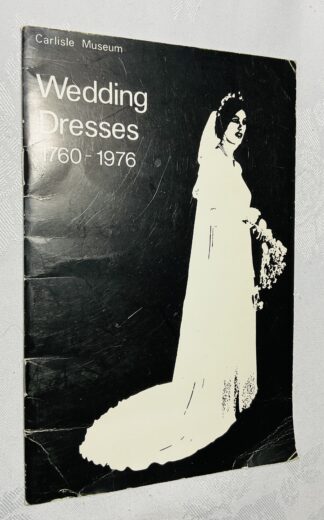 Carlisle Museum
Wedding
Dresses
1760-1976